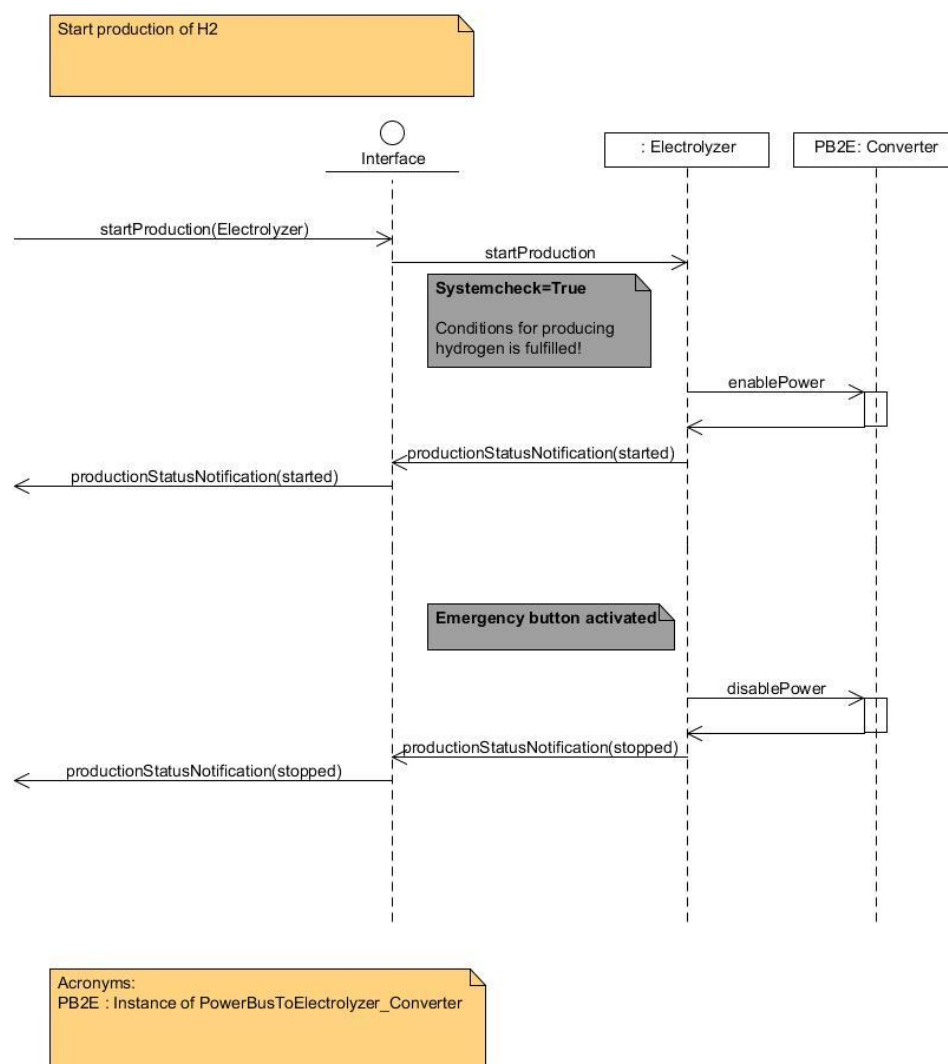 Start production of H2
Interface
: Electrolyzer
PB2E: Converter
startProduction(Electrolyzer)
startProduction
Systemcheck=True
Conditions for producing
hydrogen is fulfilled!
enablePower
productionStatusNotification(started)
productionStatusNotification(started)
Emergency button activated
disablePower
productionStatusNotification(stopped)
productionStatusNotification(stopped)
Acronyms:
PB2E : Instance of PowerBusToElectrolyzer_Converter